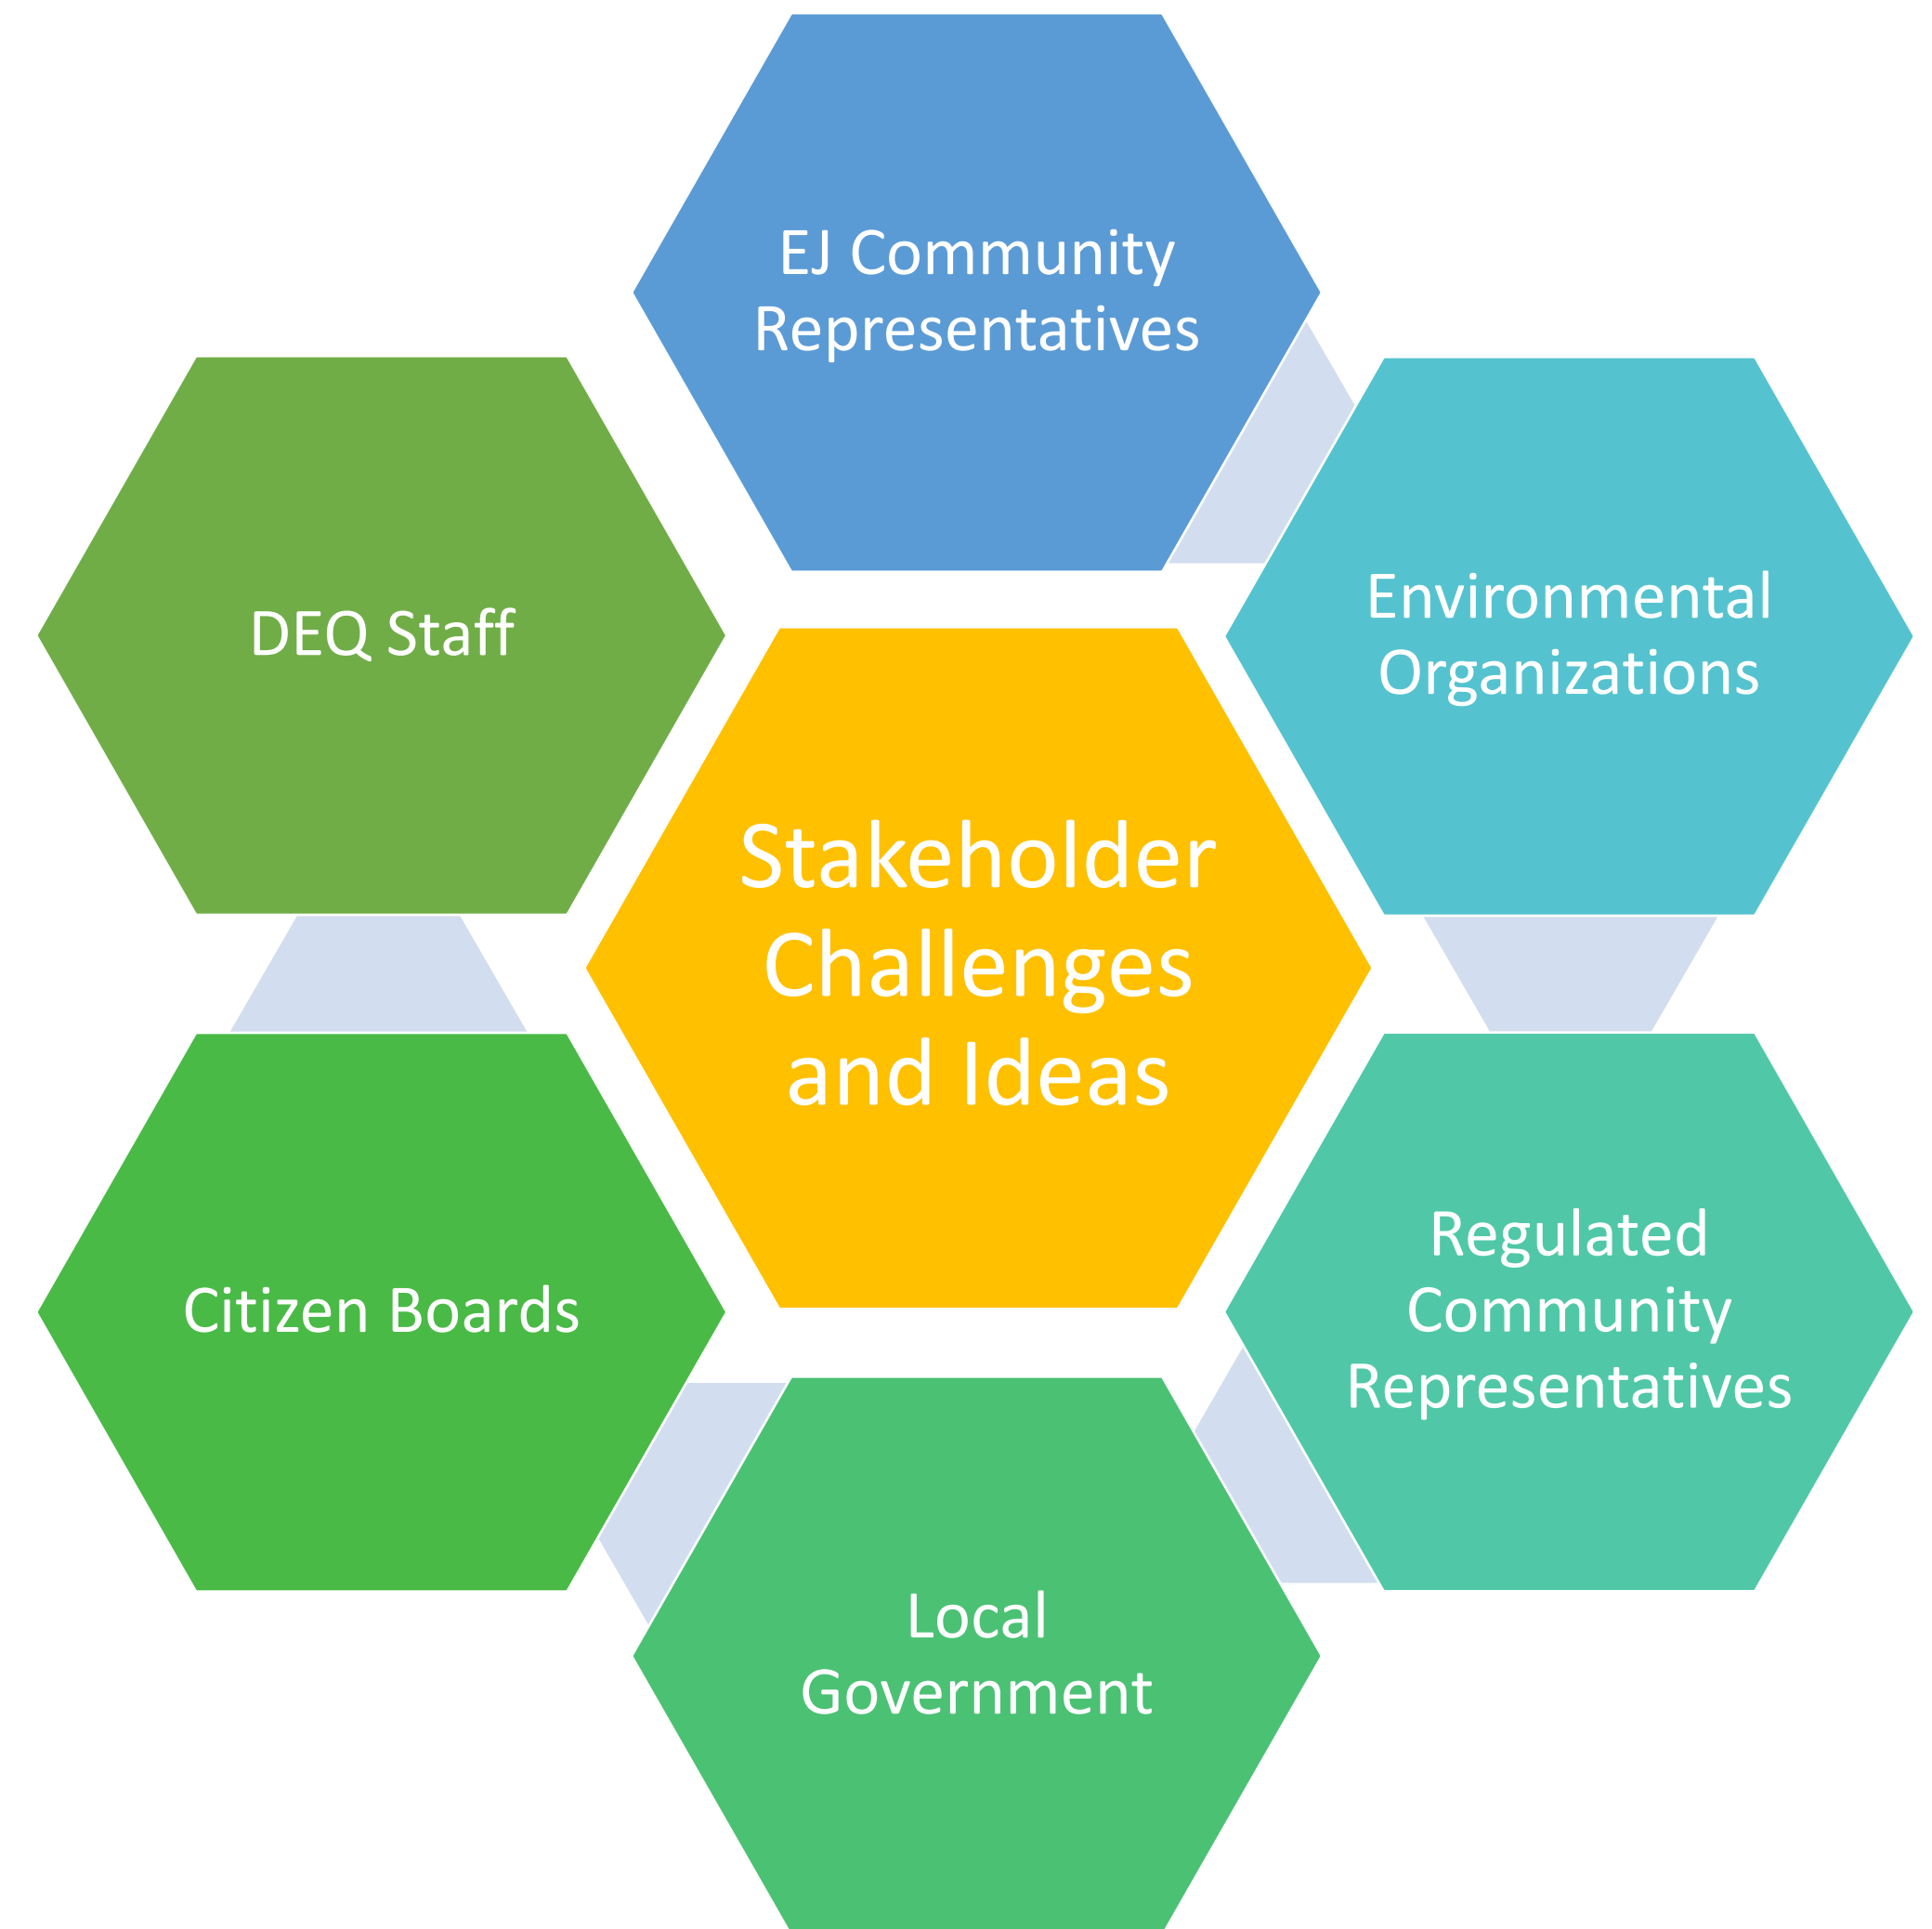 EJ Community
Representatives
Environmental
Organizations
DEQ Staff
Stakeholder
Challenges
and Ideas
Regulated
Community
Representatives
Citizen Boards
Local
Government